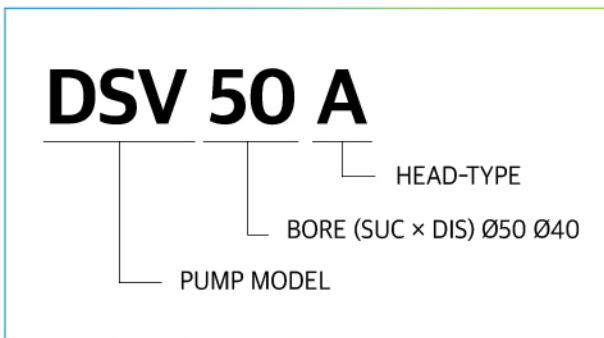 DSV 50 A
HEAD-TYPE
BORE (SUC × DIS) Ø50 Ø40
PUMP MODEL